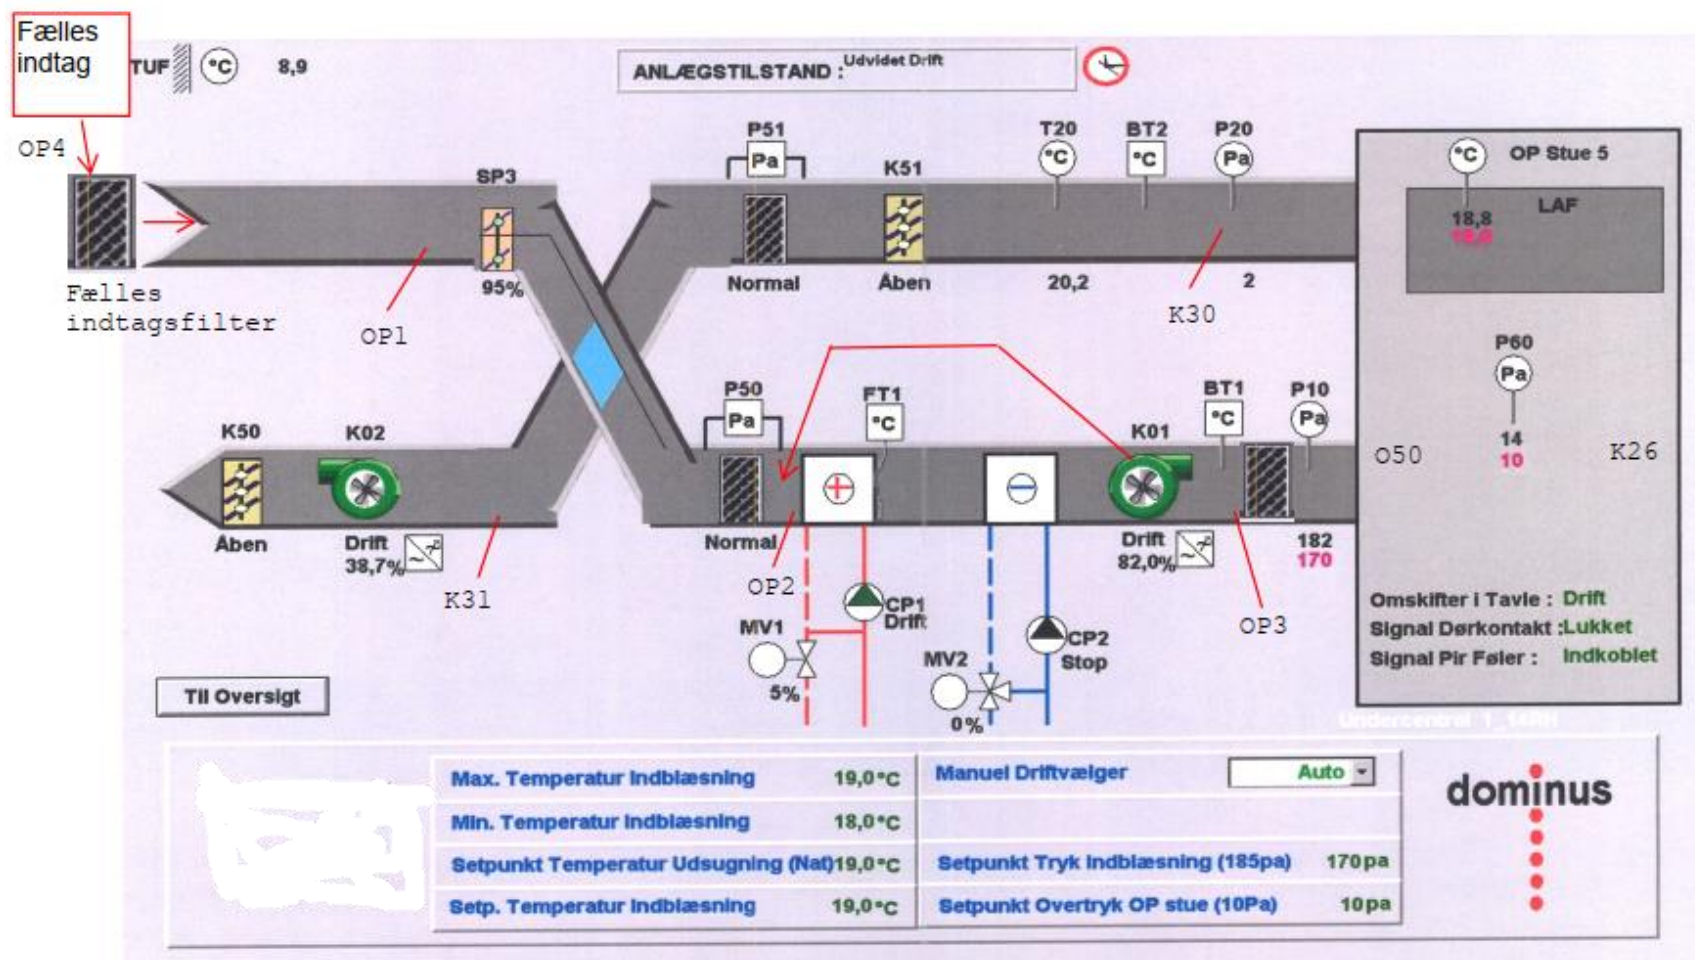 Fælles
indtag
TUF
°C
8,9
ANLÆGSTILSTAND :
Udvidet Drift
OP4
SP3
95%
P51
Pa
Normal
K51
Åben
T20
°C
20,2
BT2
°C
P20
Pa
2
°C
OP Stue 5
LAF
18,8
Fælles
indtagsfilter
OP1
K30
P60
Pa
14
10
O50
K26
K50
Åben
K02
Drift
38,7%
K31
P50
Pa
Normal
FT1
°C
OP2
K01
Drift
82,0%
BT1
°C
P10
Pa
182
170
OP3
CP1
Drift
MV1
5%
CP2
Stop
MV2
0%
Omskifter i Tavle : Drift
Signal Dørkontakt :Lukket
Signal Pir Føler : Indkoblet
Til Oversigt
Max. Temperatur Indblæsning 19,0°C
Min. Temperatur Indblæsning 18,0°C
Setpunkt Temperatur Udsugning (Nat)19,0°C
Setp. Temperatur Indblæsning 19,0°C
Manuel Driftvælger Auto
Setpunkt Tryk Indblæsning (185pa) 170pa
Setpunkt Overtryk OP stue (10Pa) 10pa
dominus